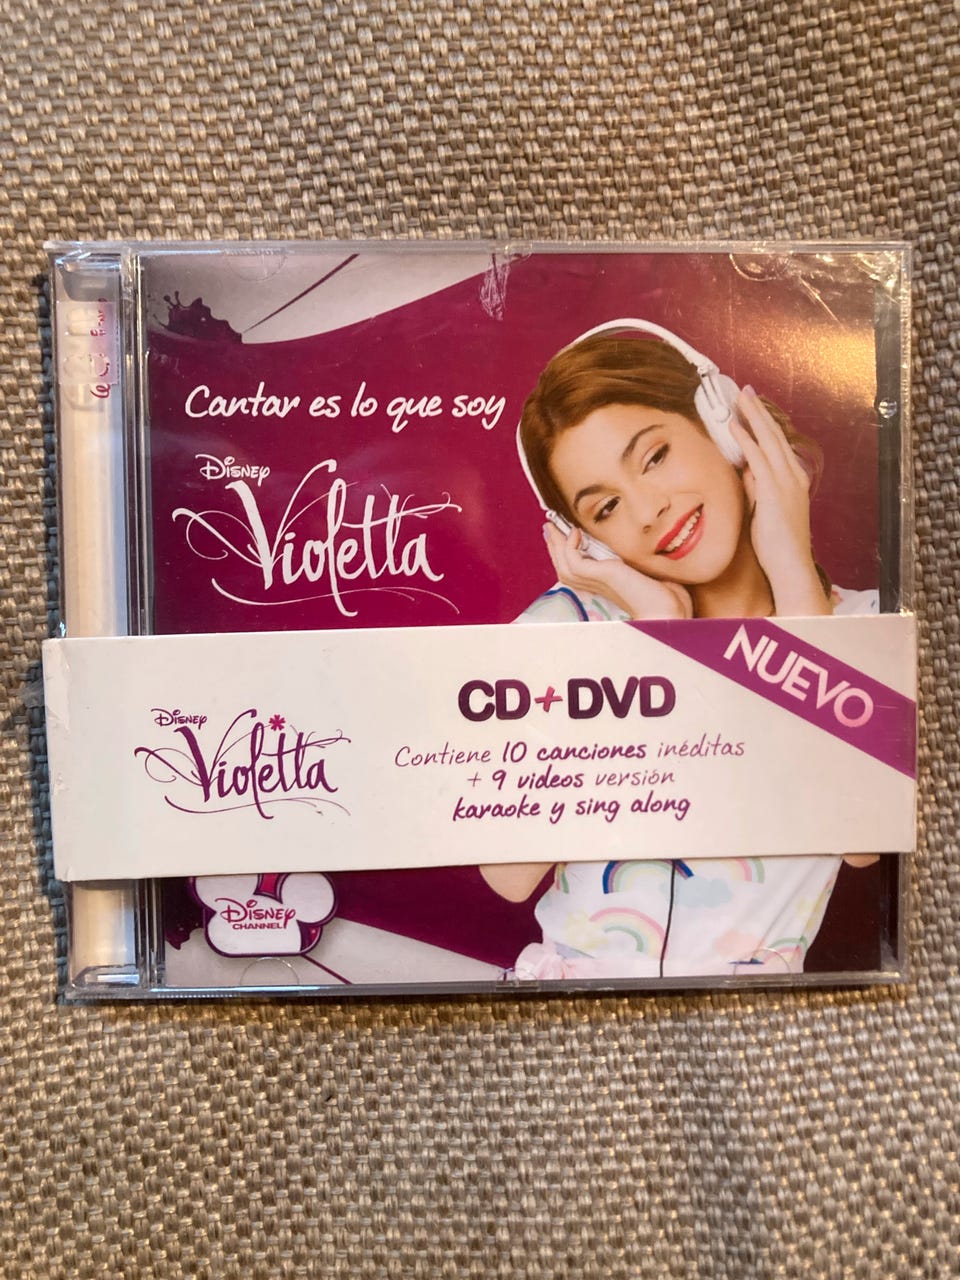 Cantar es lo que soy
Disney
Violetta
NUEVO
Disney
Violetta
CD+DVD
Contiene 10 canciones inéditas
+ 9 videos versión
karaoke y sing along
Disney
CHANNEL